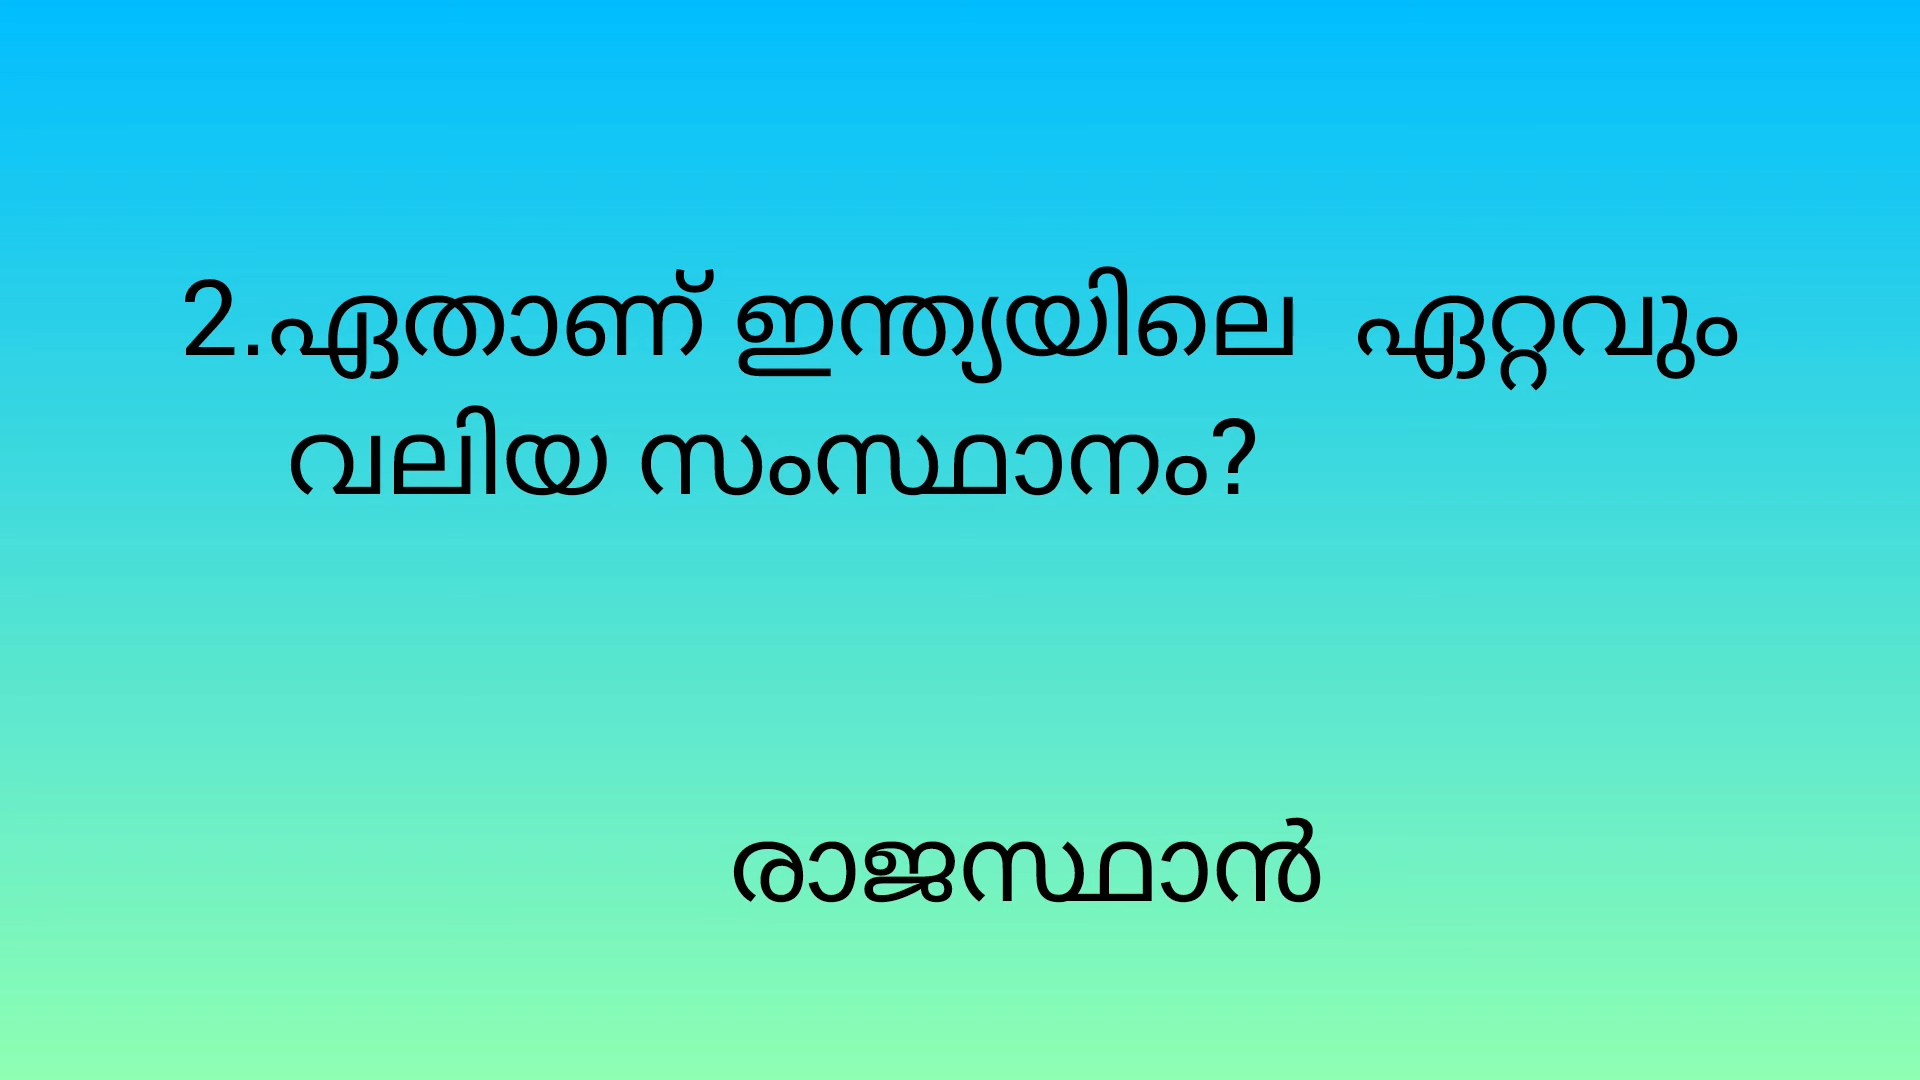 2.ഏതാണ് ഇന്ത്യയിലെ ഏറ്റവും
വലിയ സംസ്ഥാനം?
രാജസ്ഥാൻ